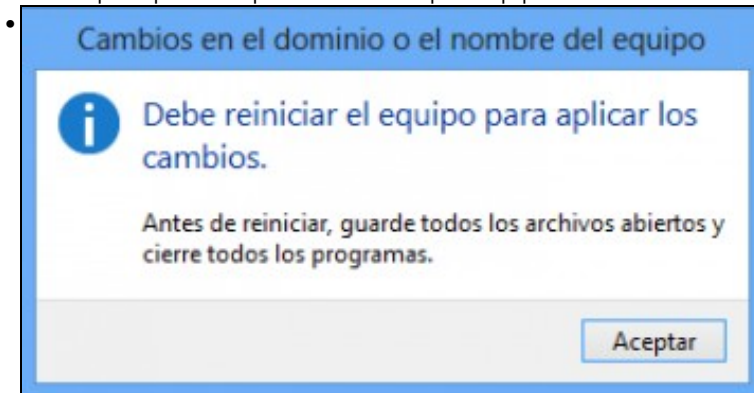 Cambios en el dominio o el nombre del equipo
Debe reiniciar el equipo para aplicar los
cambios.
Antes de reiniciar, guarde todos los archivos abiertos y
cierre todos los programas.
Aceptar